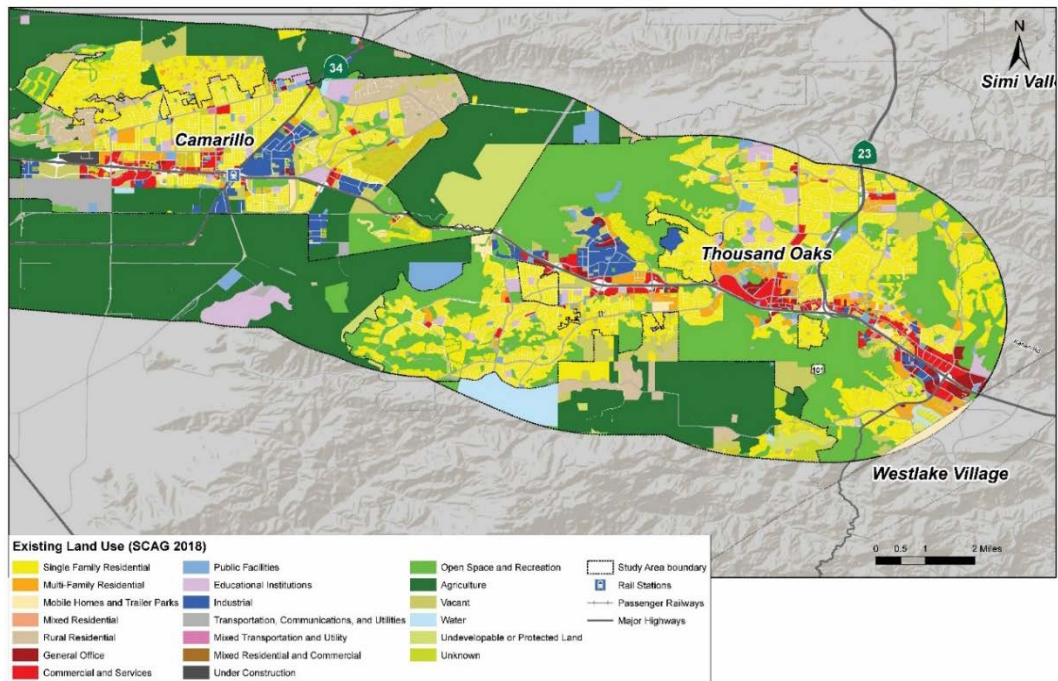 N
34
Simi Vall
Camarillo
23
Thousand Oaks
101
Westlake Village
0 0.5 1 2 Miles
Existing Land Use (SCAG 2018)
Single Family Residential
Multi-Family Residential
Mobile Homes and Trailer Parks
Mixed Residential
Rural Residential
General Office
Commercial and Services
Public Facilities
Educational Institutions
Industrial
Transportation, Communications, and Utilities
Mixed Transportation and Utility
Mixed Residential and Commercial
Under Construction
Open Space and Recreation
Agriculture
Vacant
Water
Undevelopable or Protected Land
Unknown
Study Area boundary
Rail Stations
Passenger Railways
Major Highways